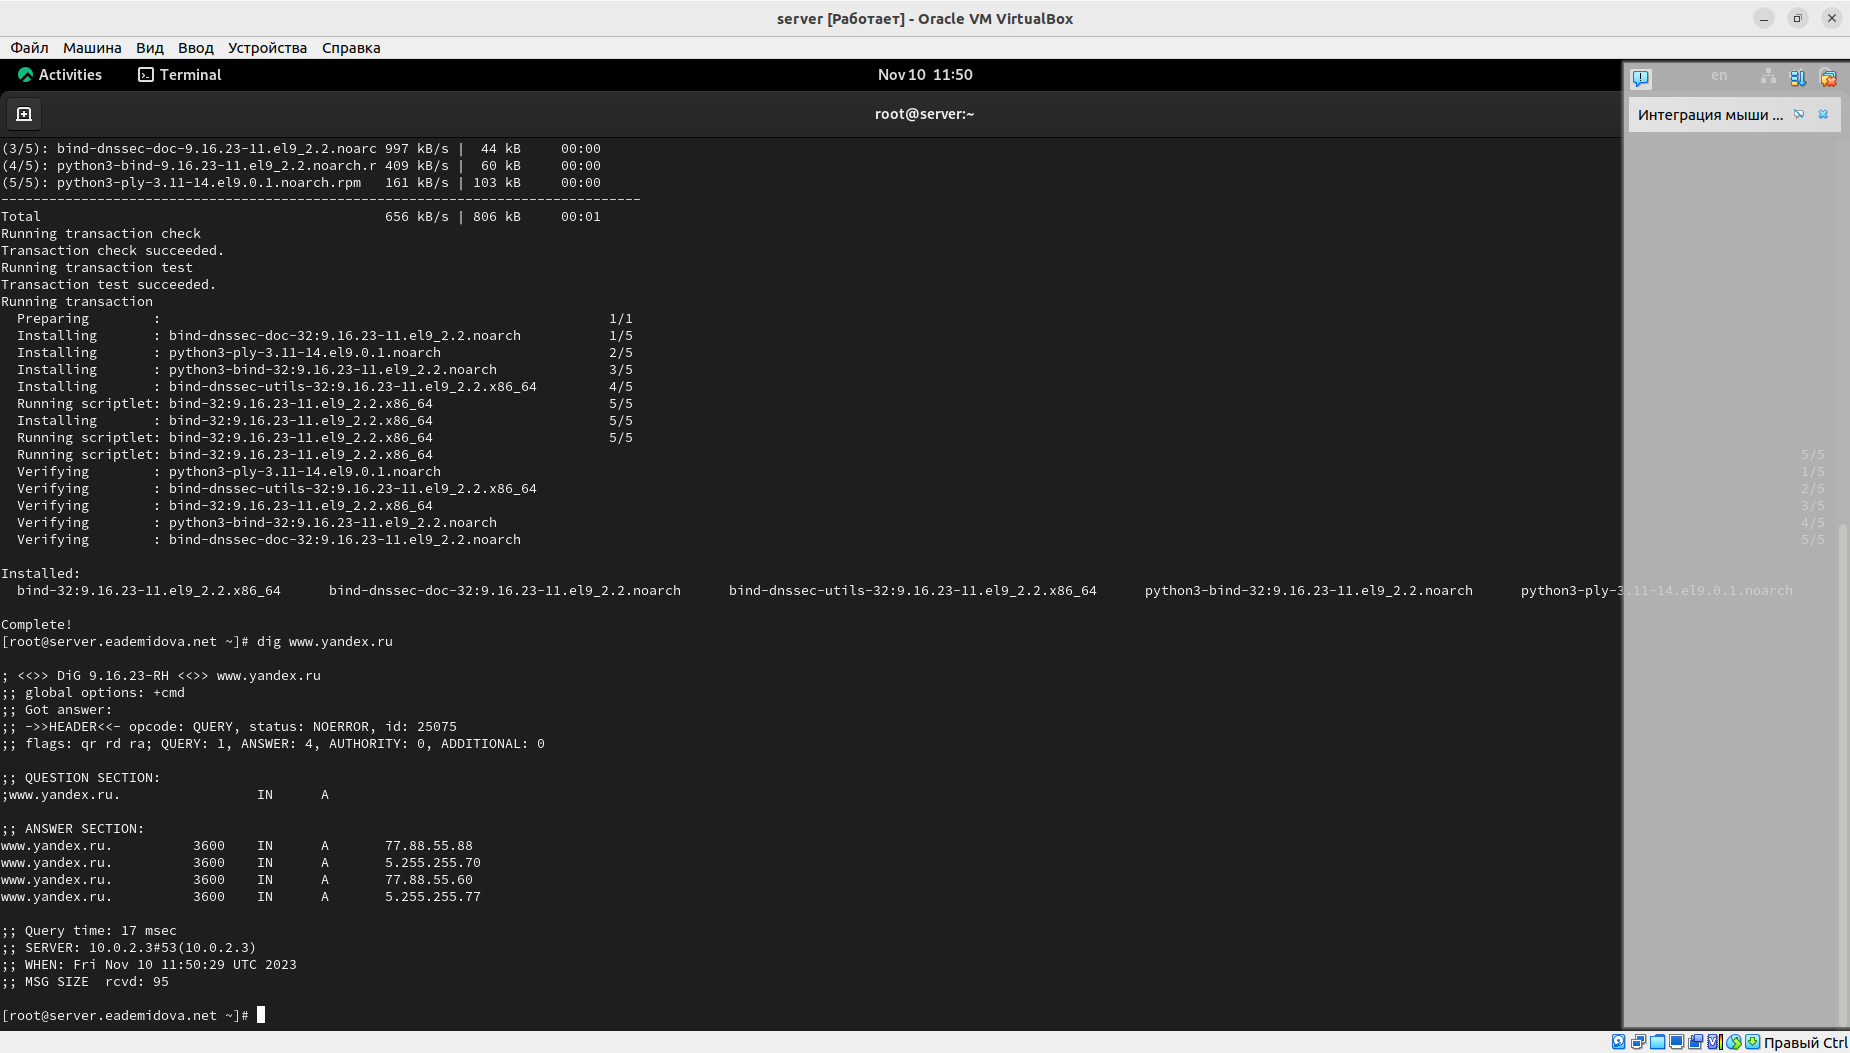 server [Работает] - Oracle VM VirtualBox
Файл Машина Вид Ввод Устройства Справка
Activities Terminal Nov 10 11:50 en
root@server:~
Интеграция мыши ...
(3/5): bind-dnssec-doc-9.16.23-11.el9_2.2.noarc 997 kB/s | 44 kB 00:00
(4/5): python3-bind-9.16.23-11.el9_2.2.noarch.r 409 kB/s | 60 kB 00:00
(5/5): python3-ply-3.11-14.el9.0.1.noarch.rpm 161 kB/s | 103 kB 00:00
--------------------------------------------------------------------------------
Total 656 kB/s | 806 kB 00:01
Running transaction check
Transaction check succeeded.
Running transaction test
Transaction test succeeded.
Running transaction
Preparing : 1/1
Installing : bind-dnssec-doc-32:9.16.23-11.el9_2.2.noarch 1/5
Installing : python3-ply-3.11-14.el9.0.1.noarch 2/5
Installing : python3-bind-32:9.16.23-11.el9_2.2.noarch 3/5
Installing : bind-dnssec-utils-32:9.16.23-11.el9_2.2.x86_64 4/5
Running scriptlet: bind-32:9.16.23-11.el9_2.2.x86_64 5/5
Installing : bind-32:9.16.23-11.el9_2.2.x86_64 5/5
Running scriptlet: bind-32:9.16.23-11.el9_2.2.x86_64 5/5
Running scriptlet: bind-32:9.16.23-11.el9_2.2.x86_64 5/5
Verifying : python3-ply-3.11-14.el9.0.1.noarch 1/5
Verifying : bind-dnssec-utils-32:9.16.23-11.el9_2.2.x86_64 2/5
Verifying : bind-32:9.16.23-11.el9_2.2.x86_64 3/5
Verifying : python3-bind-32:9.16.23-11.el9_2.2.noarch 4/5
Verifying : bind-dnssec-doc-32:9.16.23-11.el9_2.2.noarch 5/5
Installed:
bind-32:9.16.23-11.el9_2.2.x86_64 bind-dnssec-doc-32:9.16.23-11.el9_2.2.noarch bind-dnssec-utils-32:9.16.23-11.el9_2.2.x86_64 python3-bind-32:9.16.23-11.el9_2.2.noarch python3-ply-3.11-14.el9.0.1.noarch
Complete!
[root@server.eademidova.net ~]# dig www.yandex.ru
; <<>> DiG 9.16.23-RH <<>> www.yandex.ru
;; global options: +cmd
;; Got answer:
;; ->>HEADER<<- opcode: QUERY, status: NOERROR, id: 25075
;; flags: qr rd ra; QUERY: 1, ANSWER: 4, AUTHORITY: 0, ADDITIONAL: 0
;; QUESTION SECTION:
;www.yandex.ru. IN A
;; ANSWER SECTION:
www.yandex.ru. 3600 IN A 77.88.55.88
www.yandex.ru. 3600 IN A 5.255.255.70
www.yandex.ru. 3600 IN A 77.88.55.60
www.yandex.ru. 3600 IN A 5.255.255.77
;; Query time: 17 msec
;; SERVER: 10.0.2.3#53(10.0.2.3)
;; WHEN: Fri Nov 10 11:50:29 UTC 2023
;; MSG SIZE rcvd: 95
[root@server.eademidova.net ~]#
Правый Ctrl